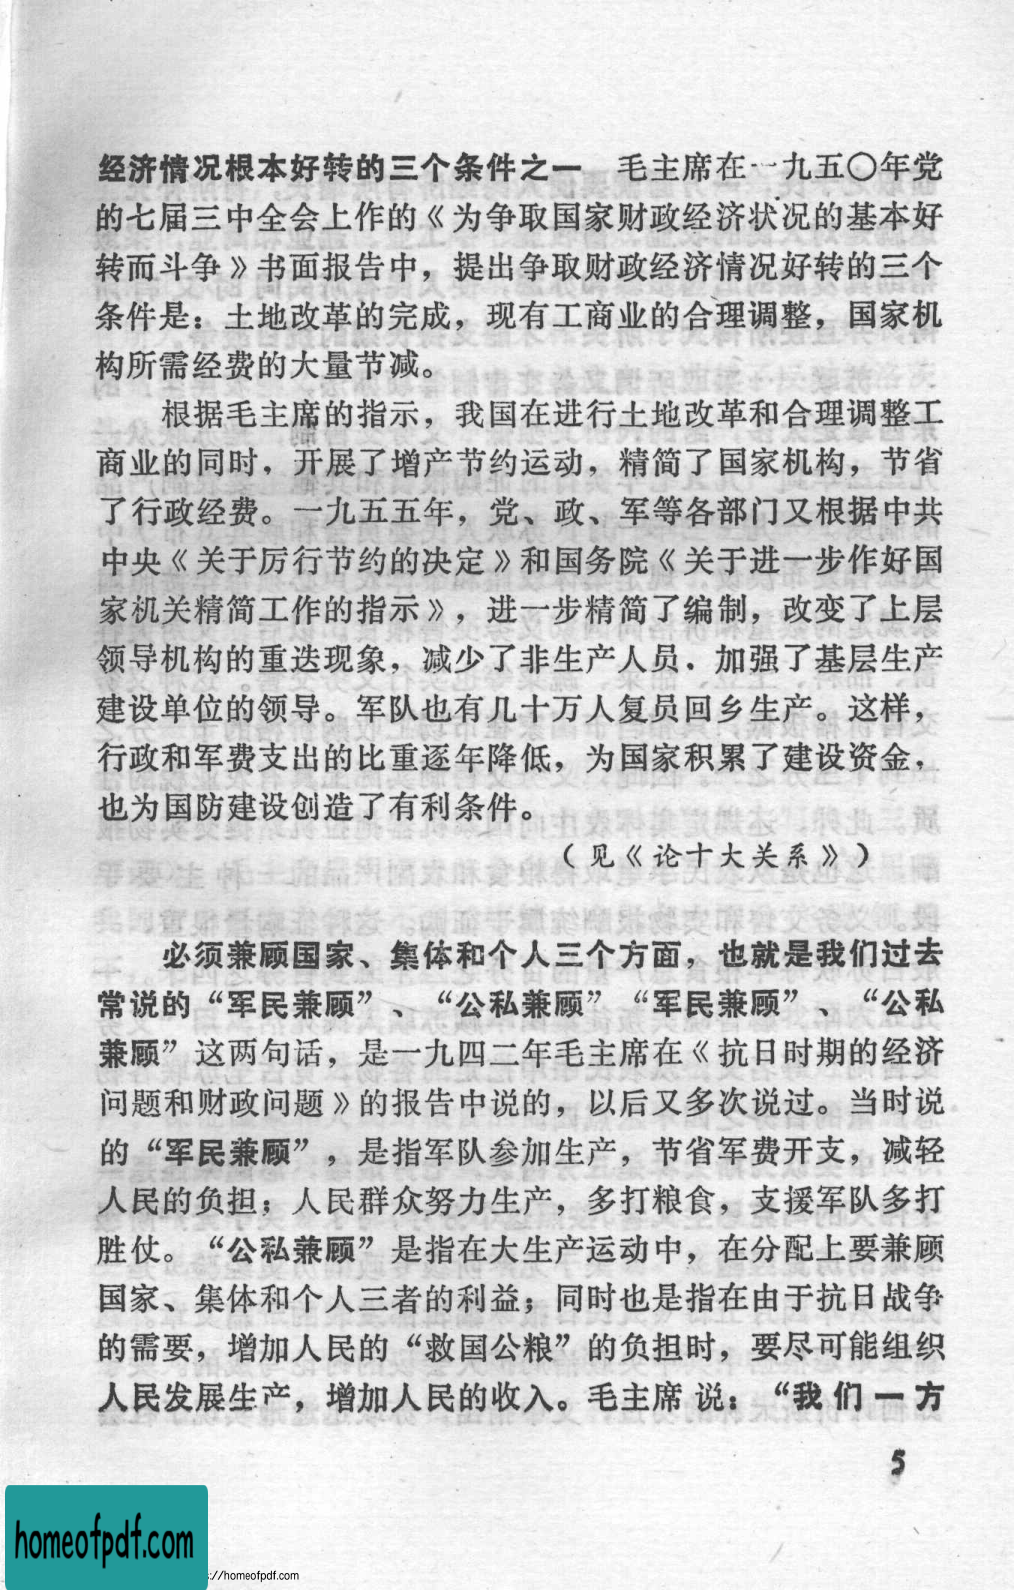 经济情况根本好转的三个条件之一　毛主席在一九五〇年党
的七届三中全会上作的《为争取国家财政经济状况的基本好
转而斗争》书面报告中，提出争取财政经济情况好转的三个
条件是：土地改革的完成，现有工商业的合理调整，国家机
构所需经费的大量节减。
根据毛主席的指示，我国在进行土地改革和合理调整工
商业的同时，开展了增产节约运动，精简了国家机构，节省
了行政经费。一九五五年，党、政、军等各部门又根据中共
中央《关于厉行节约的决定》和国务院《关于进一步作好国
家机关精简工作的指示》，进一步精简了编制，改变了上层
领导机构的重迭现象，减少了非生产人员．加强了基层生产
建设单位的领导。军队也有几十万人复员回乡生产。这样，
行政和军费支出的比重逐年降低，为国家积累了建设资金，
也为国防建设创造了有利条件。
（见《论十大关系》）
必须兼顾国家、集体和个人三个方面，也就是我们过去
常说的“军民兼顾”、“公私兼顾”“军民兼顾”、“公私
兼顾”这两句话，是一九四二年毛主席在《抗日时期的经济
问题和财政问题》的报告中说的，以后又多次说过。当时说
的“军民兼顾”，是指军队参加生产，节省军费开支，减轻
人民的负担；人民群众努力生产，多打粮食，支援军队多打
胜仗。“公私兼顾”是指在大生产运动中，在分配上要兼顾
国家、集体和个人三者的利益；同时也是指在由于抗日战争
的需要，增加人民的“救国公粮”的负担时，要尽可能组织
人民发展生产，增加人民的收入。毛主席说：“我们一方
5
homeofpdf.com
://homeofpdf.com